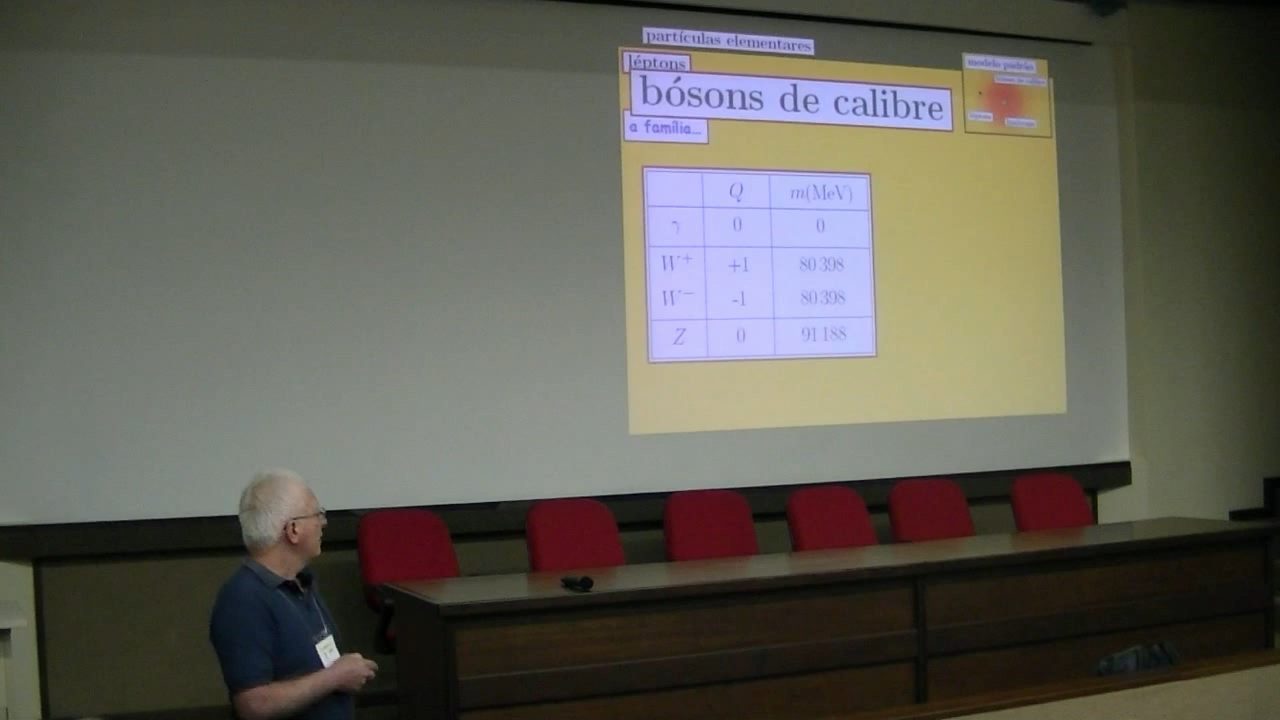 partículas elementares
léptons
modelo padrão
bósons de calibre
a família...
Q m(MeV)
γ 0 0
W⁺ +1 80 398
W⁻ -1 80 398
Z 0 91 188